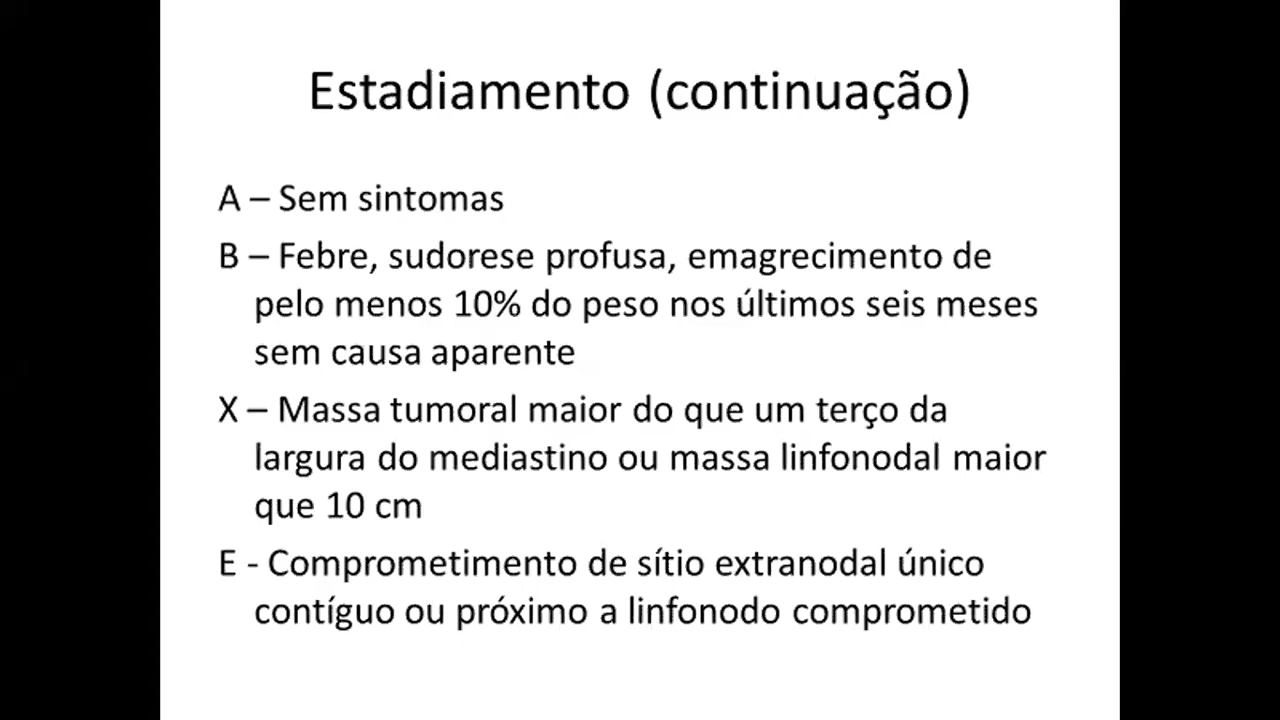 Estadiamento (continuação)
A – Sem sintomas
B – Febre, sudorese profusa, emagrecimento de
pelo menos 10% do peso nos últimos seis meses
sem causa aparente
X – Massa tumoral maior do que um terço da
largura do mediastino ou massa linfonodal maior
que 10 cm
E - Comprometimento de sítio extranodal único
contíguo ou próximo a linfonodo comprometido